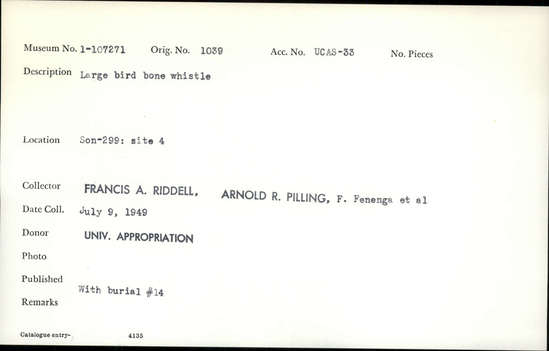 Museum No. 1-107271 Orig. No. 1039 Acc. No. UCAS-33 No. Pieces
Description Large bird bone whistle
Location Son-299: site 4
Collector FRANCIS A. RIDDELL, ARNOLD R. PILLING, F. Fenenga et al
Date Coll. July 9, 1949
Donor UNIV. APPROPRIATION
Photo
Published
With burial #14
Remarks
Catalogue entry- 4135